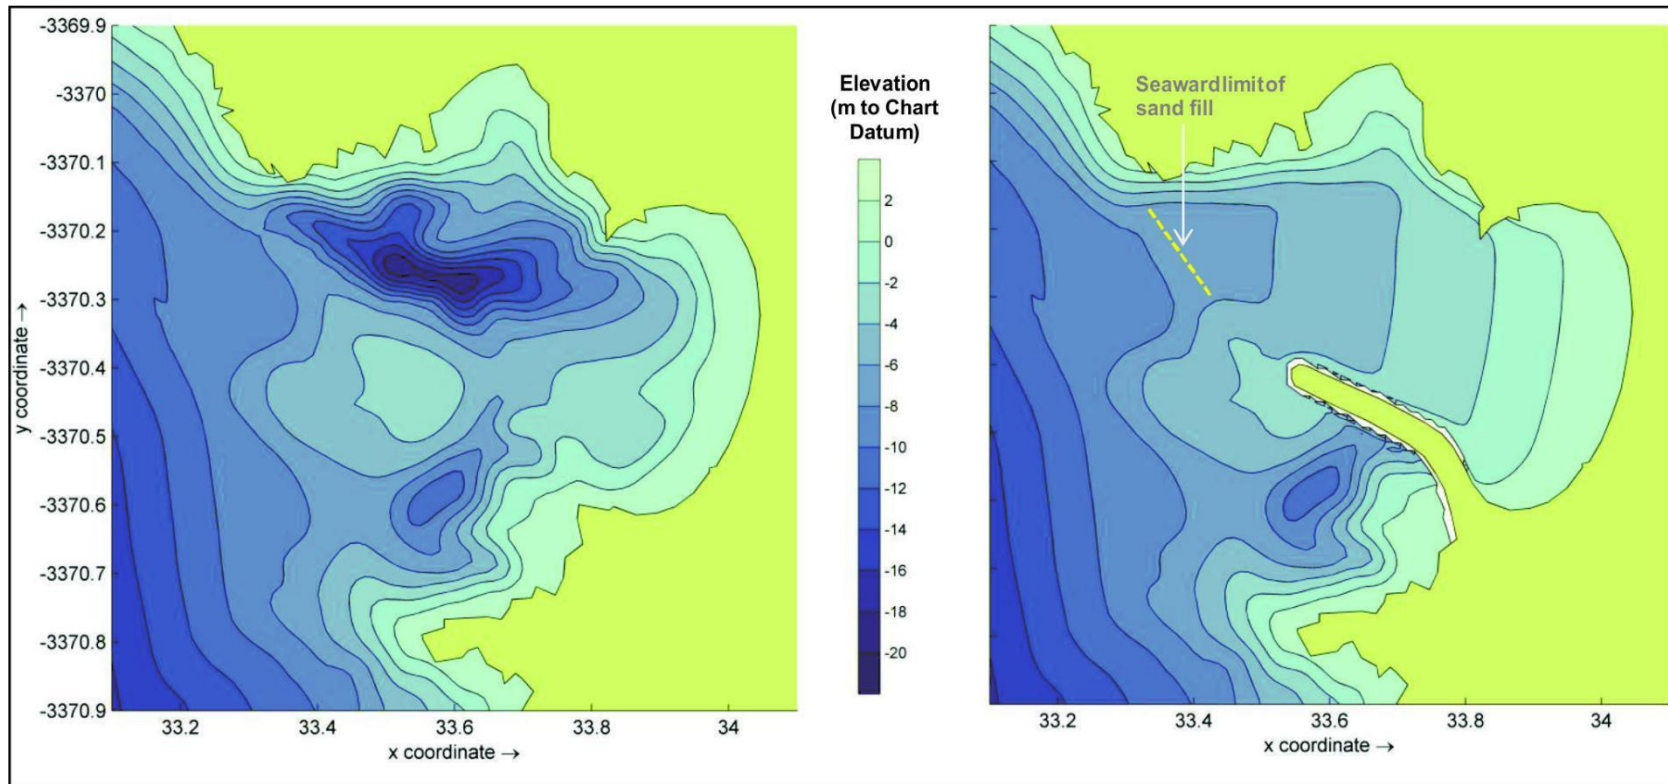 -3369.9
-3370
-3370.1
-3370.2
-3370.3
-3370.4
-3370.5
-3370.6
-3370.7
-3370.8
-3370.9
y coordinate →
33.2 33.4 33.6 33.8 34
x coordinate →
Elevation
(m to Chart
Datum)
2
0
-2
-4
-6
-8
-10
-12
-14
-16
-18
-20
Seaward limit of
sand fill
33.2 33.4 33.6 33.8 34
x coordinate →